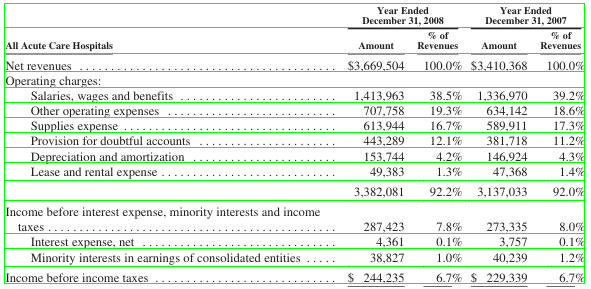 Year Ended Year Ended
December 31, 2008 December 31, 2007
% of % of
All Acute Care Hospitals Amount Revenues Amount Revenues
Net revenues $3,669,504 100.0% $3,410,368 100.0%
Operating charges:
Salaries, wages and benefits 1,413,963 38.5% 1,336,970 39.2%
Other operating expenses 707,758 19.3% 634,142 18.6%
Supplies expense 613,944 16.7% 589,911 17.3%
Provision for doubtful accounts 443,289 12.1% 381,718 11.2%
Depreciation and amortization 153,744 4.2% 146,924 4.3%
Lease and rental expense 49,383 1.3% 47,368 1.4%
3,382,081 92.2% 3,137,033 92.0%
Income before interest expense, minority interests and income
taxes 287,423 7.8% 273,335 8.0%
Interest expense, net 4,361 0.1% 3,757 0.1%
Minority interests in earnings of consolidated entities 38,827 1.0% 40,239 1.2%
Income before income taxes $ 244,235 6.7% $ 229,339 6.7%